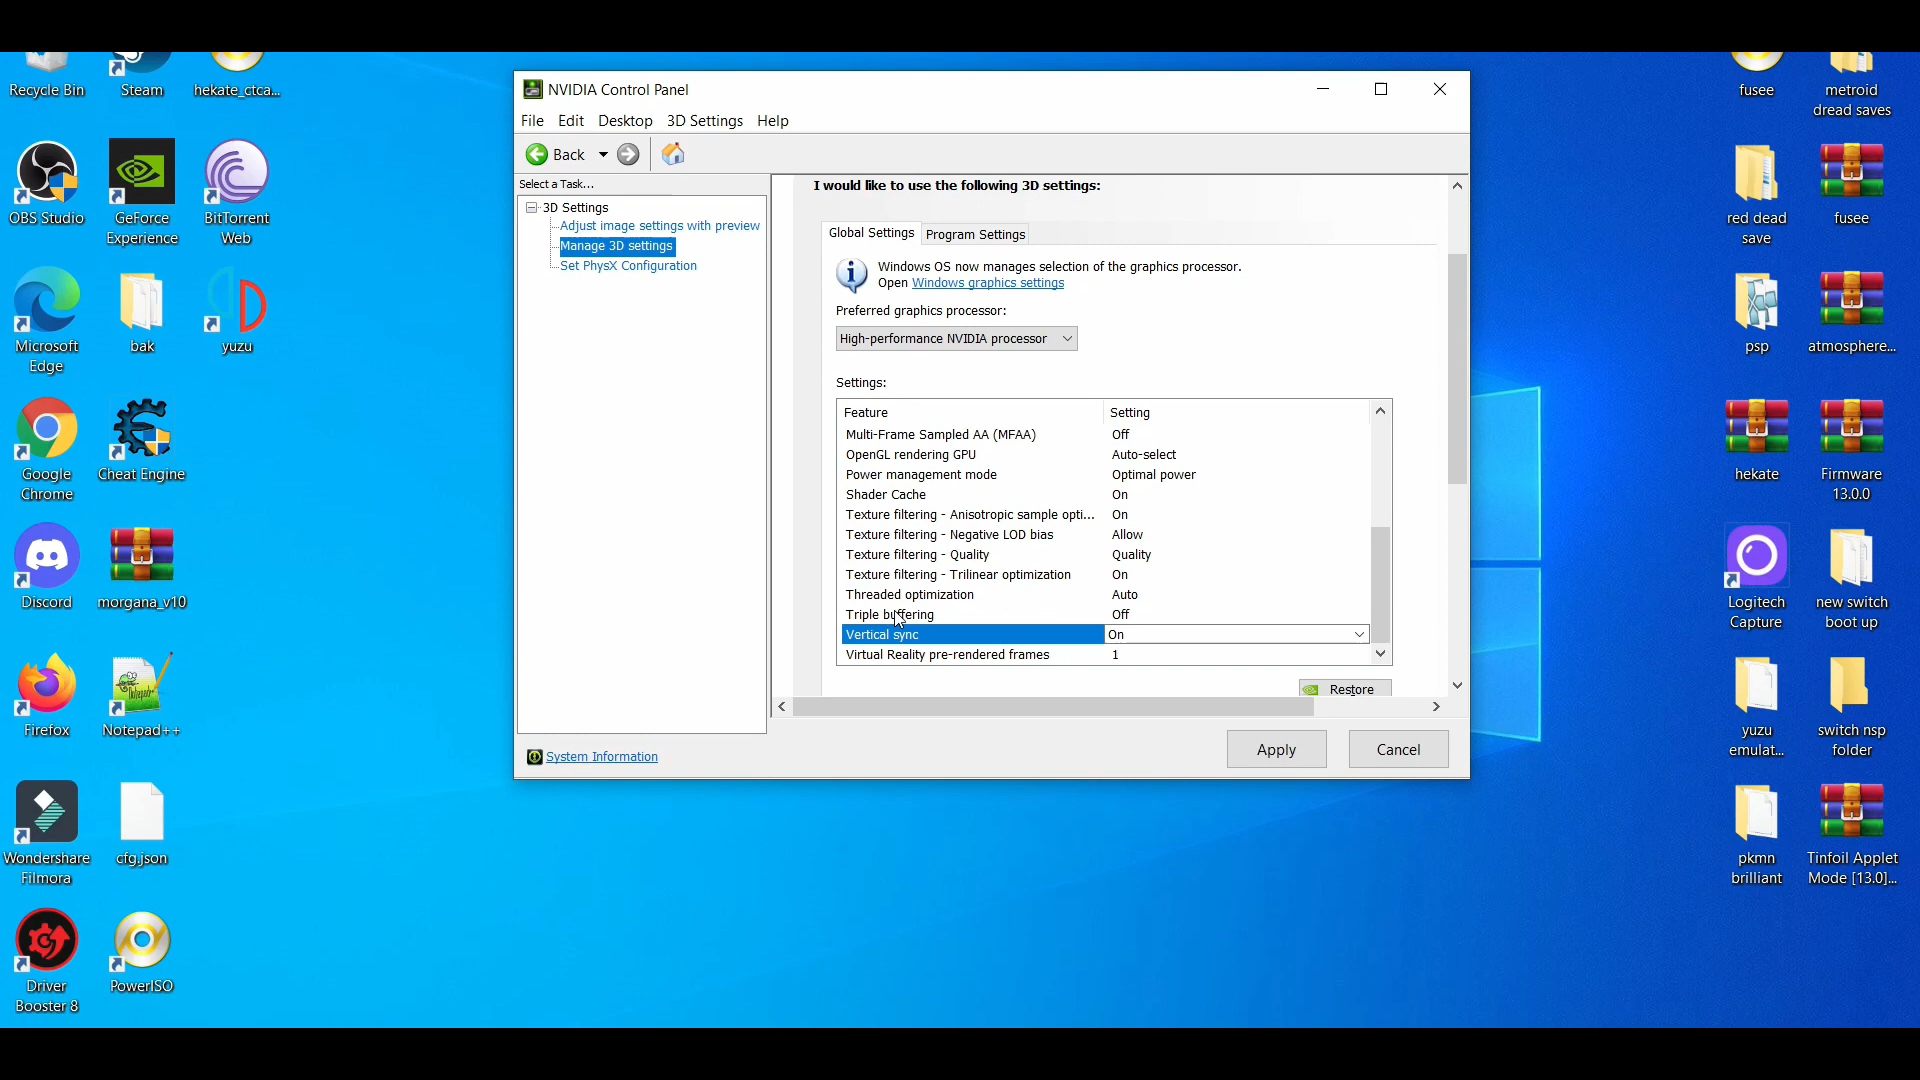 Recycle Bin
Steam
hekate_ctca...
OBS Studio
GeForce
Experience
BitTorrent
Web
Microsoft
Edge
bak
yuzu
Google
Chrome
Cheat Engine
Discord
morgana_v10
Firefox
Notepad++
Wondershare
Filmora
cfg.json
Driver
Booster 8
PowerISO
NVIDIA Control Panel
File Edit Desktop 3D Settings Help
Back
Select a Task...
3D Settings
Adjust image settings with preview
Manage 3D settings
Set PhysX Configuration
System Information
I would like to use the following 3D settings:
Global Settings Program Settings
Windows OS now manages selection of the graphics processor.
Open Windows graphics settings
Preferred graphics processor:
High-performance NVIDIA processor
Settings:
Feature Setting
Multi-Frame Sampled AA (MFAA) Off
OpenGL rendering GPU Auto-select
Power management mode Optimal power
Shader Cache On
Texture filtering - Anisotropic sample opti... On
Texture filtering - Negative LOD bias Allow
Texture filtering - Quality Quality
Texture filtering - Trilinear optimization On
Threaded optimization Auto
Triple buffering Off
Vertical sync On
Virtual Reality pre-rendered frames 1
Restore
Apply Cancel
fusee
metroid
dread saves
red dead
save
fusee
psp
atmosphere...
hekate
Firmware
13.0.0
Logitech
Capture
new switch
boot up
yuzu
emulat...
switch nsp
folder
pkmn
brilliant
Tinfoil Applet
Mode [13.0]...